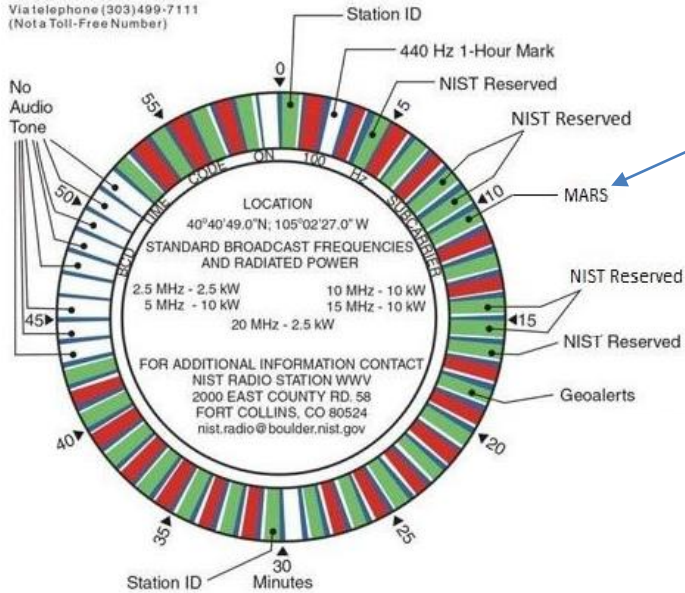 Via telephone (303) 499-7111
(Not a Toll-Free Number)
Station ID
440 Hz 1-Hour Mark
NIST Reserved
NIST Reserved
MARS
NIST Reserved
NIST Reserved
Geoalerts
No
Audio
Tone
0
5
10
15
20
25
30
35
40
45
50
55
Station ID
Minutes
BCD TIME CODE ON 100 Hz SUBCARRIER
LOCATION
40°40'49.0"N; 105°02'27.0" W
STANDARD BROADCAST FREQUENCIES
AND RADIATED POWER
2.5 MHz - 2.5 kW 10 MHz - 10 kW
5 MHz - 10 kW 15 MHz - 10 kW
20 MHz - 2.5 kW
FOR ADDITIONAL INFORMATION CONTACT
NIST RADIO STATION WWV
2000 EAST COUNTY RD. 58
FORT COLLINS, CO 80524
nist.radio@boulder.nist.gov